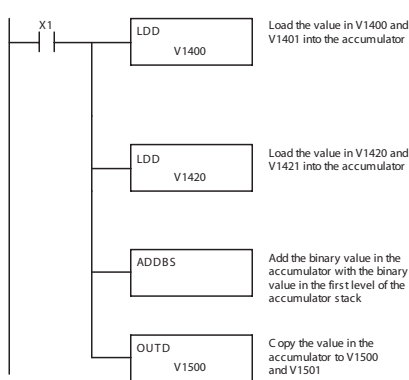 X1
LDD
V1400
Load the value in V1400 and
V1401 into the accumulator
LDD
V1420
Load the value in V1420 and
V1421 into the accumulator
ADDBS
Add the binary value in the
accumulator with the binary
value in the first level of the
accumulator stack
OUTD
V1500
Copy the value in the
accumulator to V1500
and V1501